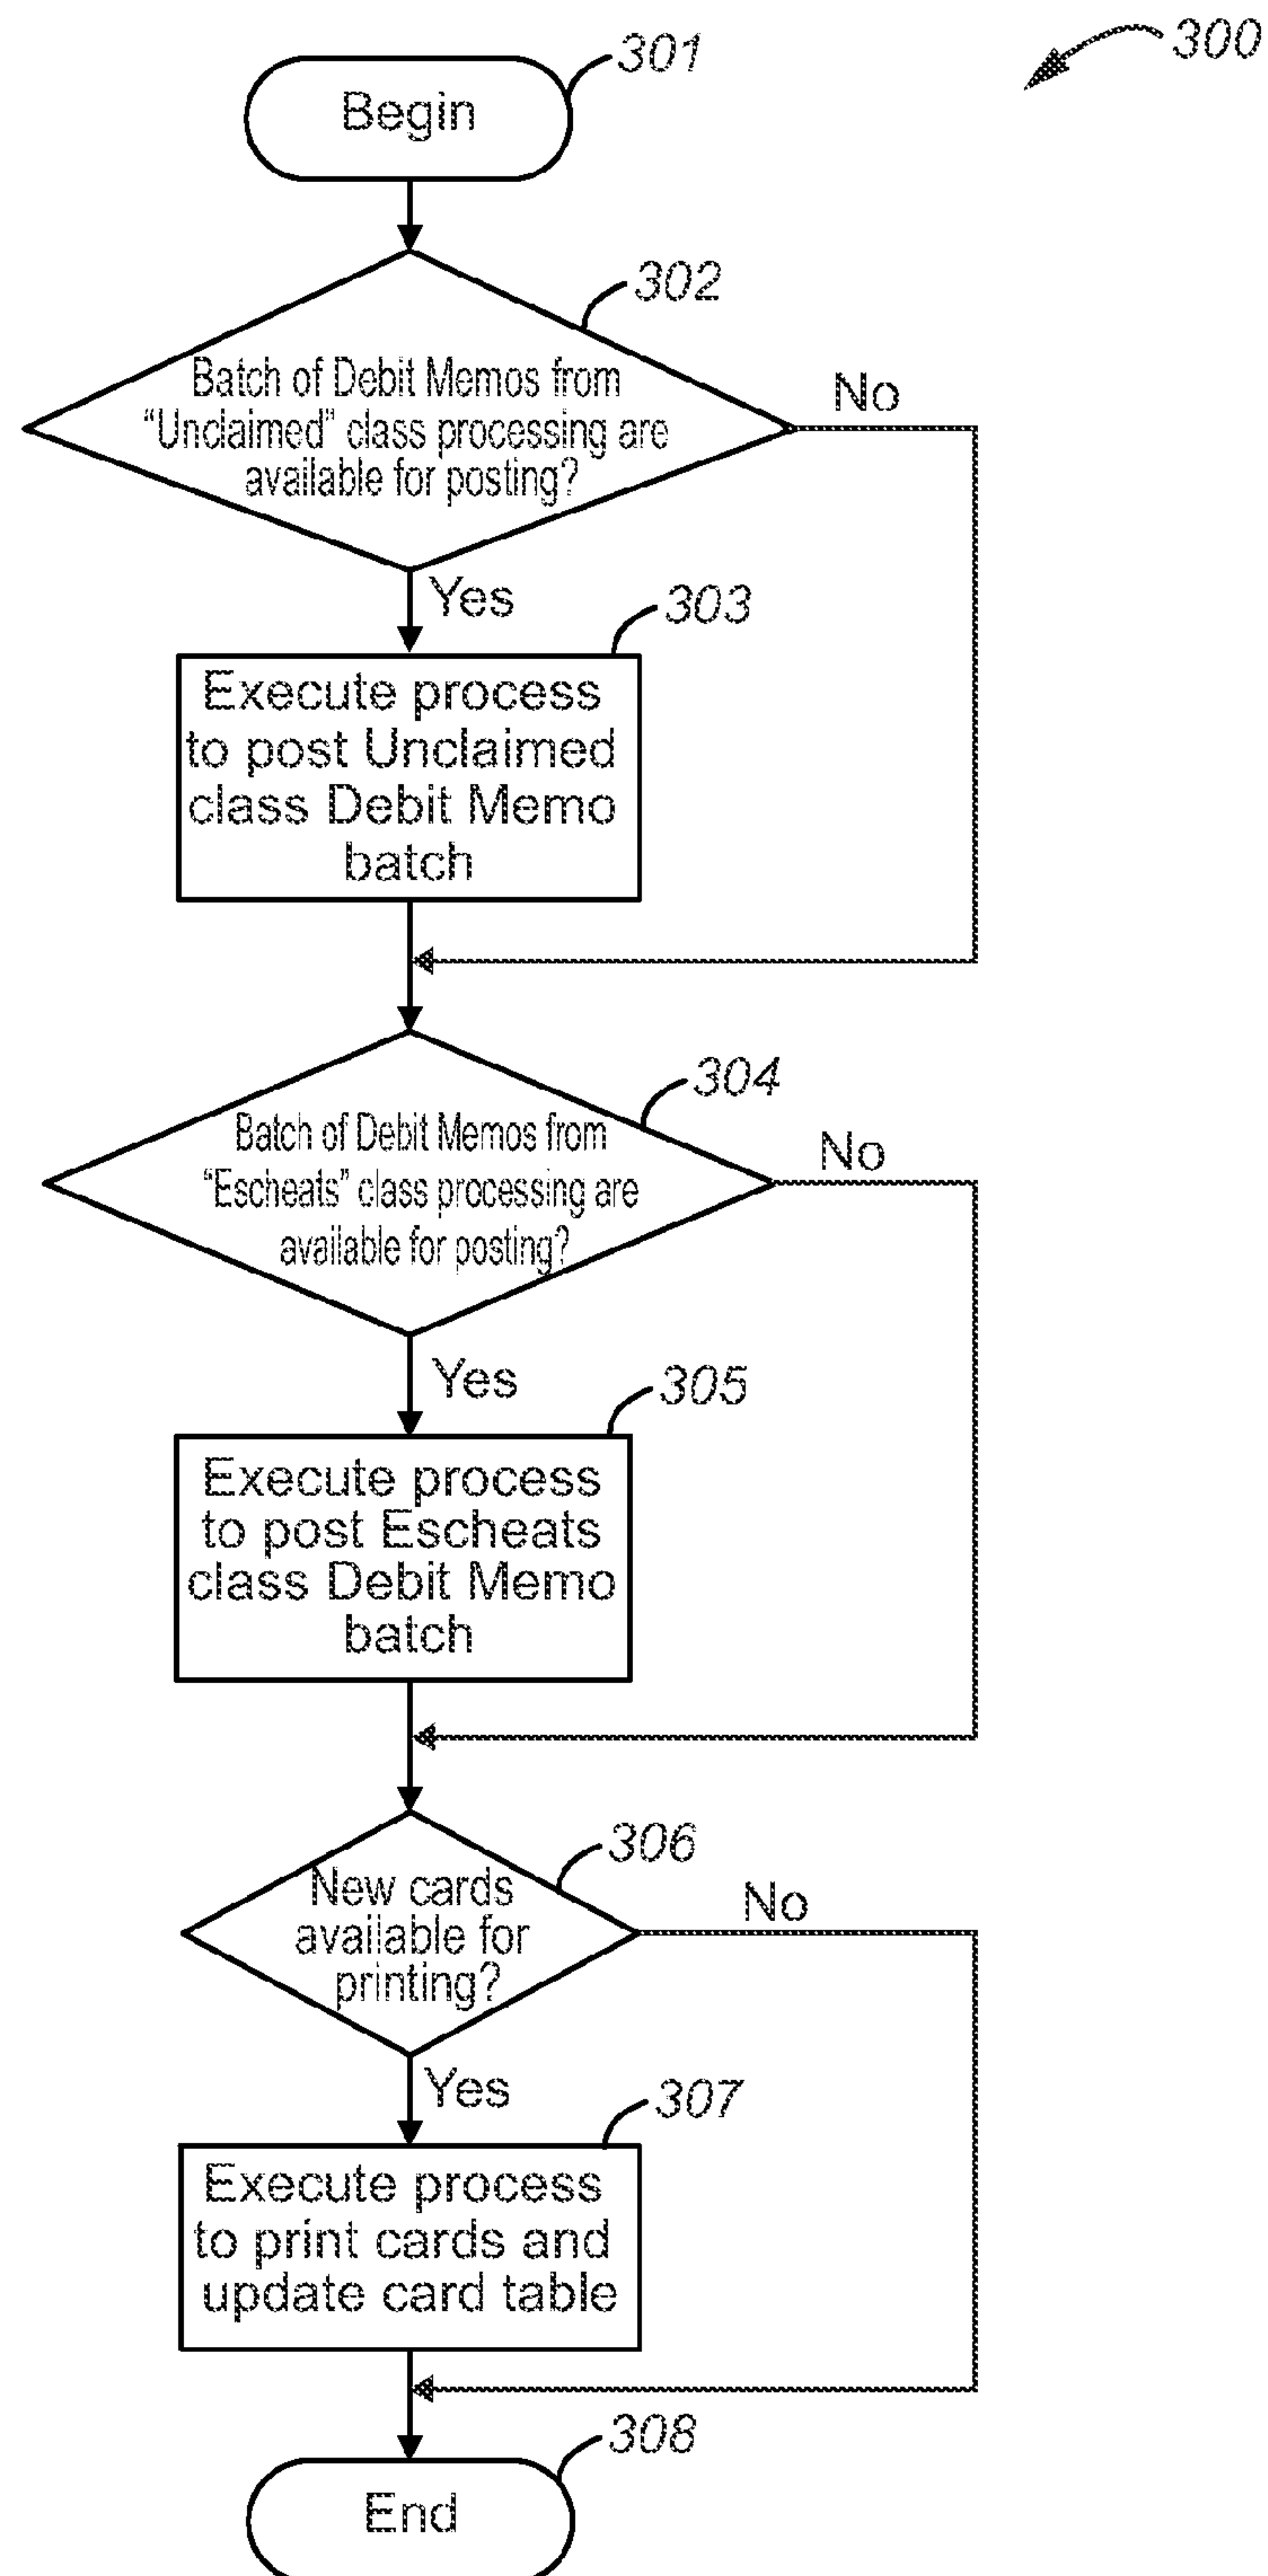 300
301
Begin
302
Batch of Debit Memos from
“Unclaimed” class processing are
available for posting?
No
Yes
303
Execute process
to post Unclaimed
class Debit Memo
batch
304
Batch of Debit Memos from
“Escheats” class processing are
available for posting?
No
Yes
305
Execute process
to post Escheats
class Debit Memo
batch
306
New cards
available for
printing?
No
Yes
307
Execute process
to print cards and
update card table
308
End